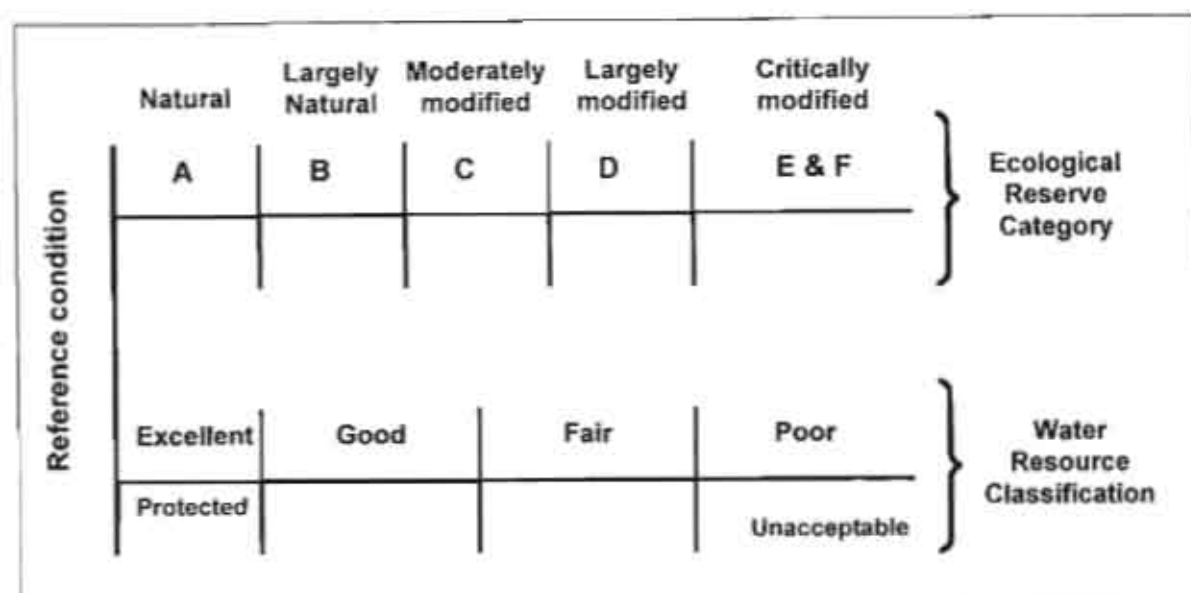 Natural
Largely
Natural
Moderately
modified
Largely
modified
Critically
modified
A
B
C
D
E & F
Ecological
Reserve
Category
Reference condition
Excellent
Good
Fair
Poor
Water
Resource
Classification
Protected
Unacceptable